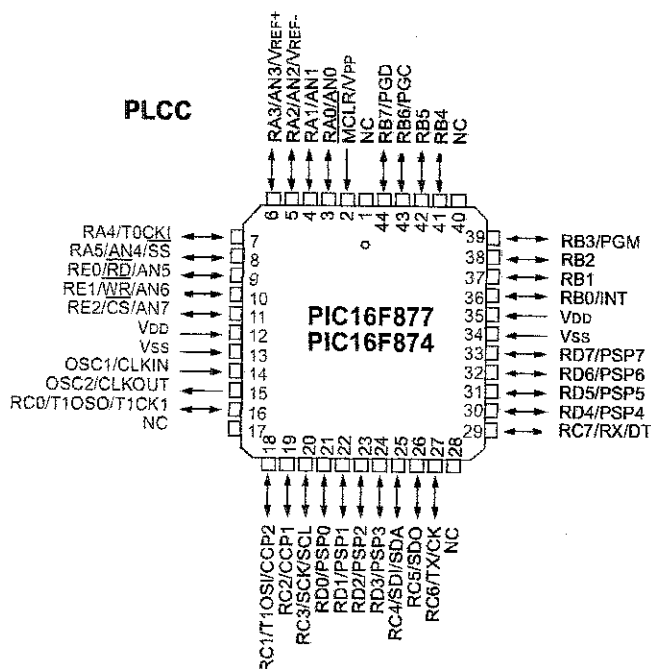 PLCC
RA3/AN3/VREF+
RA2/AN2/VREF-
RA1/AN1
RA0/AN0
MCLR/VPP
NC
RB7/PGD
RB6/PGC
RB5
RB4
NC
6
5
4
3
2
1
44
43
42
41
40
RA4/T0CKI
7
RA5/AN4/SS
8
RE0/RD/AN5
9
RE1/WR/AN6
10
RE2/CS/AN7
11
VDD
12
VSS
13
OSC1/CLKIN
14
OSC2/CLKOUT
15
RC0/T1OSO/T1CK1
16
NC
17
PIC16F877
PIC16F874
39
RB3/PGM
38
RB2
37
RB1
36
RB0/INT
35
VDD
34
VSS
33
RD7/PSP7
32
RD6/PSP6
31
RD5/PSP5
30
RD4/PSP4
29
RC7/RX/DT
18
19
20
21
22
23
24
25
26
27
28
RC1/T1OSI/CCP2
RC2/CCP1
RC3/SCK/SCL
RD0/PSP0
RD1/PSP1
RD2/PSP2
RD3/PSP3
RC4/SDI/SDA
RC5/SDO
RC6/TX/CK
NC